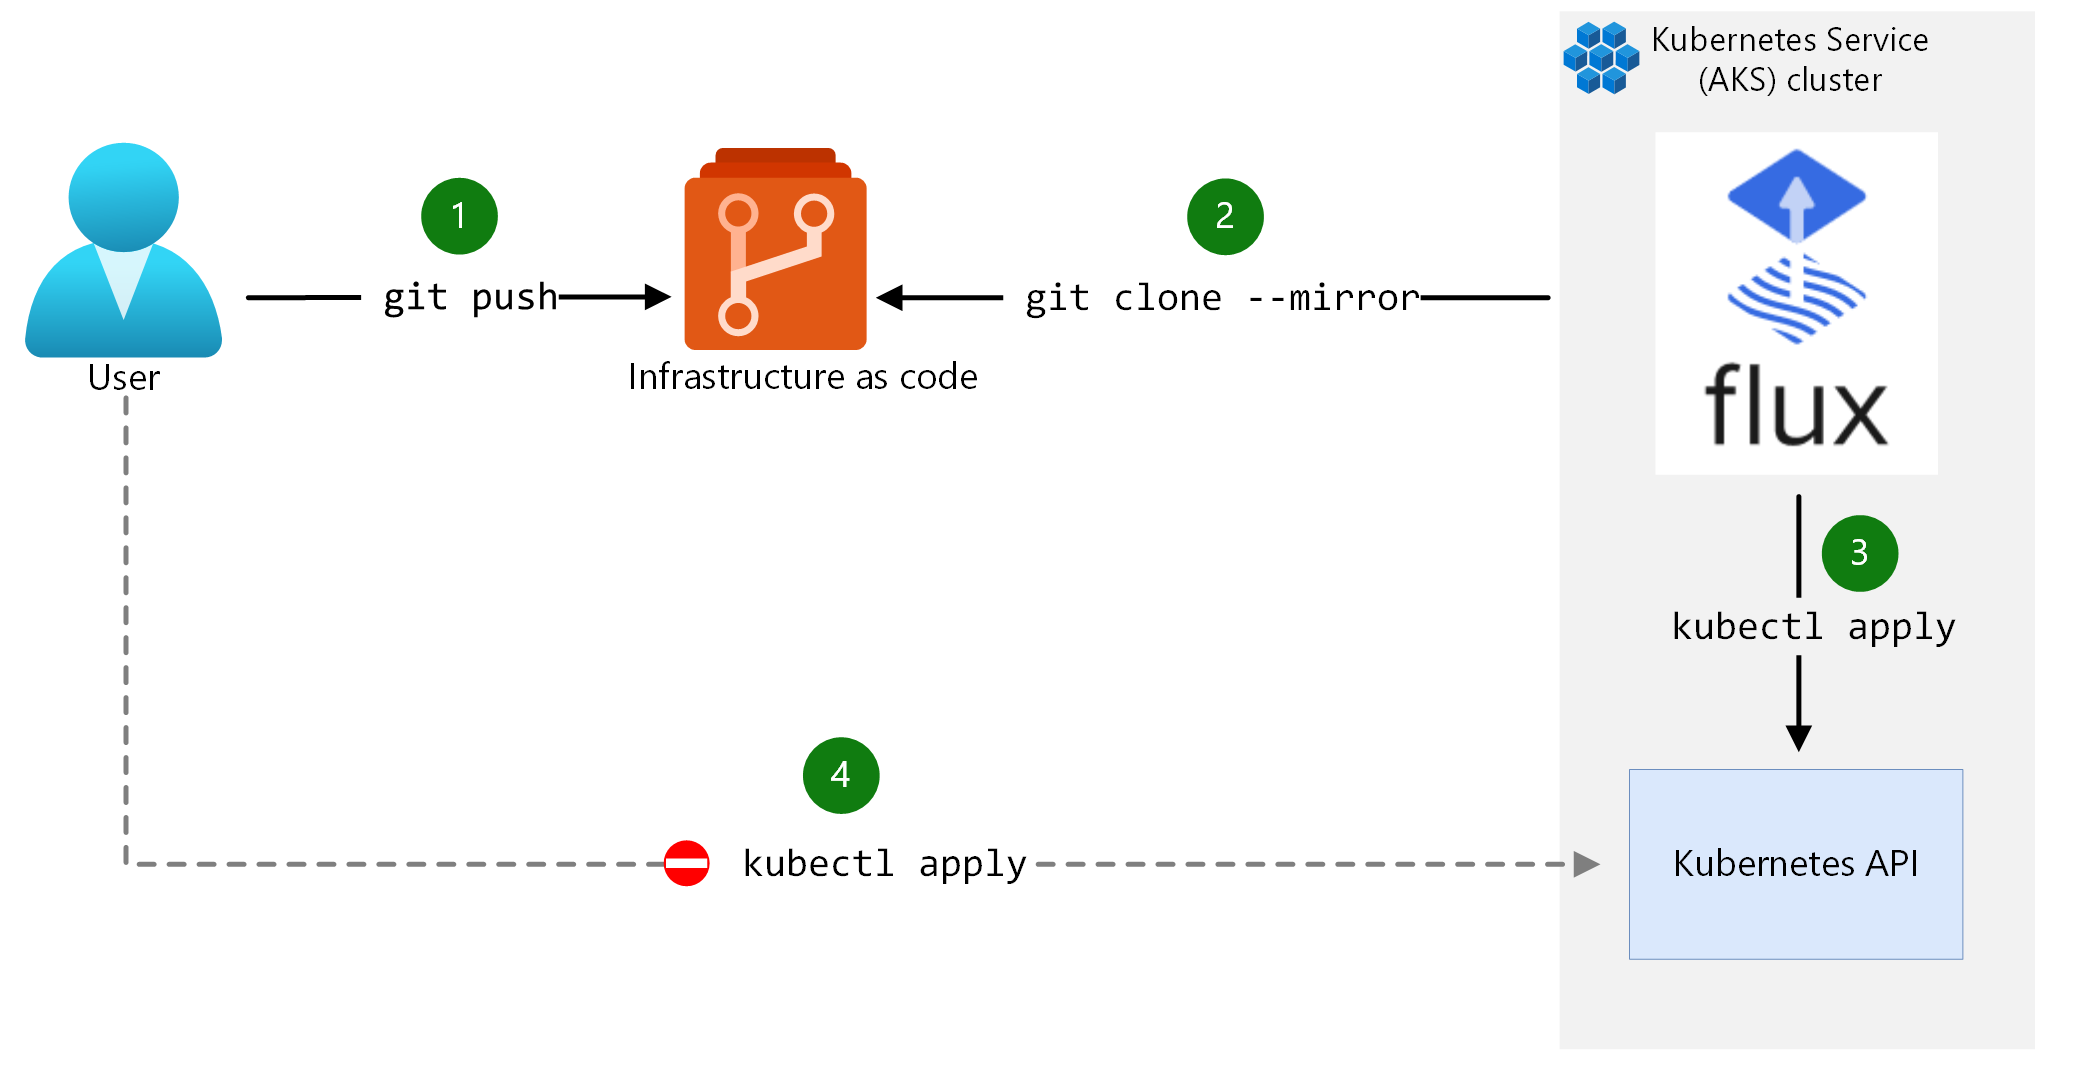 Kubernetes Service
(AKS) cluster
1
2
git push
git clone --mirror
User
Infrastructure as code
flux
3
kubectl apply
4
kubectl apply
Kubernetes API